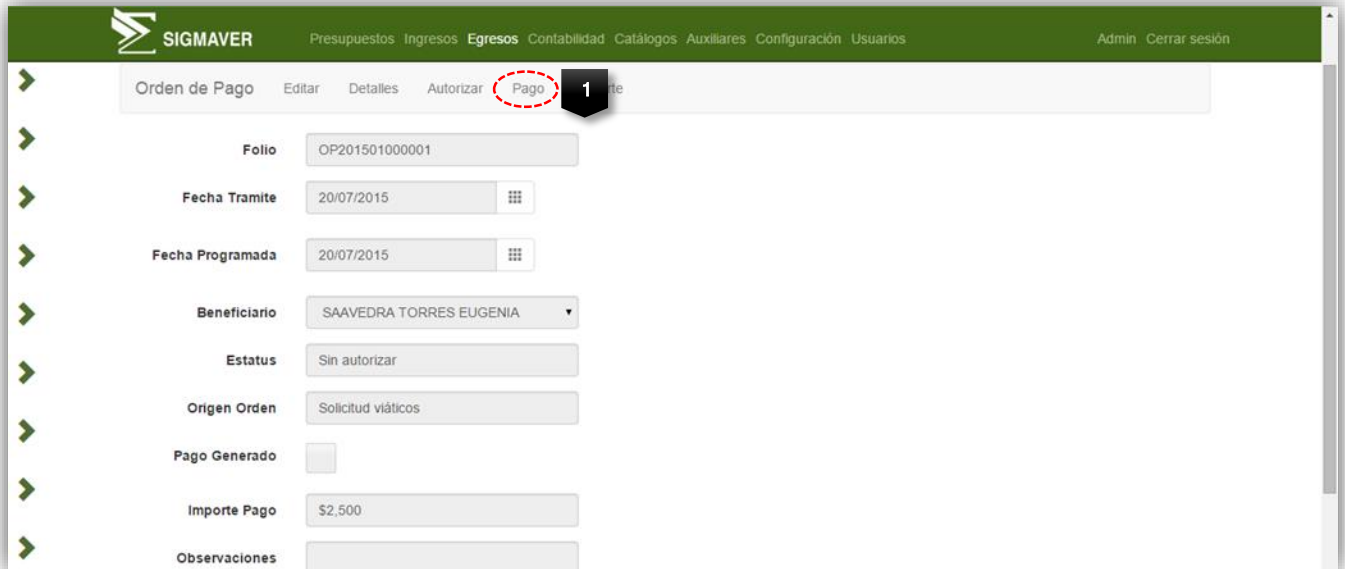 SIGMAVER Presupuestos Ingresos Egresos Contabilidad Catálogos Auxiliares Configuración Usuarios Admin Cerrar sesión
Orden de Pago Editar Detalles Autorizar Pago 1
Folio OP201501000001
Fecha Tramite 20/07/2015
Fecha Programada 20/07/2015
Beneficiario SAAVEDRA TORRES EUGENIA
Estatus Sin autorizar
Origen Orden Solicitud viáticos
Pago Generado
Importe Pago $2,500
Observaciones